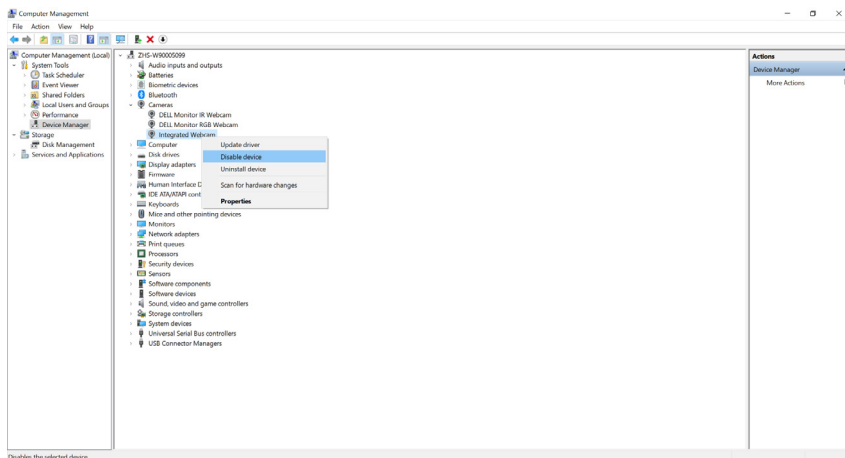 Computer Management
File Action View Help
Computer Management (Local)
System Tools
Task Scheduler
Event Viewer
Shared Folders
Local Users and Groups
Performance
Device Manager
Storage
Disk Management
Services and Applications
ZHS-W90005099
Audio inputs and outputs
Batteries
Biometric devices
Bluetooth
Cameras
DELL Monitor IR Webcam
DELL Monitor RGB Webcam
Integrated Webcam
Computer
Disk drives
Display adapters
Firmware
Human Interface D
IDE ATA/ATAPI cont
Keyboards
Mice and other pointing devices
Monitors
Network adapters
Print queues
Processors
Security devices
Sensors
Software components
Software devices
Sound, video and game controllers
Storage controllers
System devices
Universal Serial Bus controllers
USB Connector Managers
Update driver
Disable device
Uninstall device
Scan for hardware changes
Properties
Actions
Device Manager
More Actions
Disables the selected device.